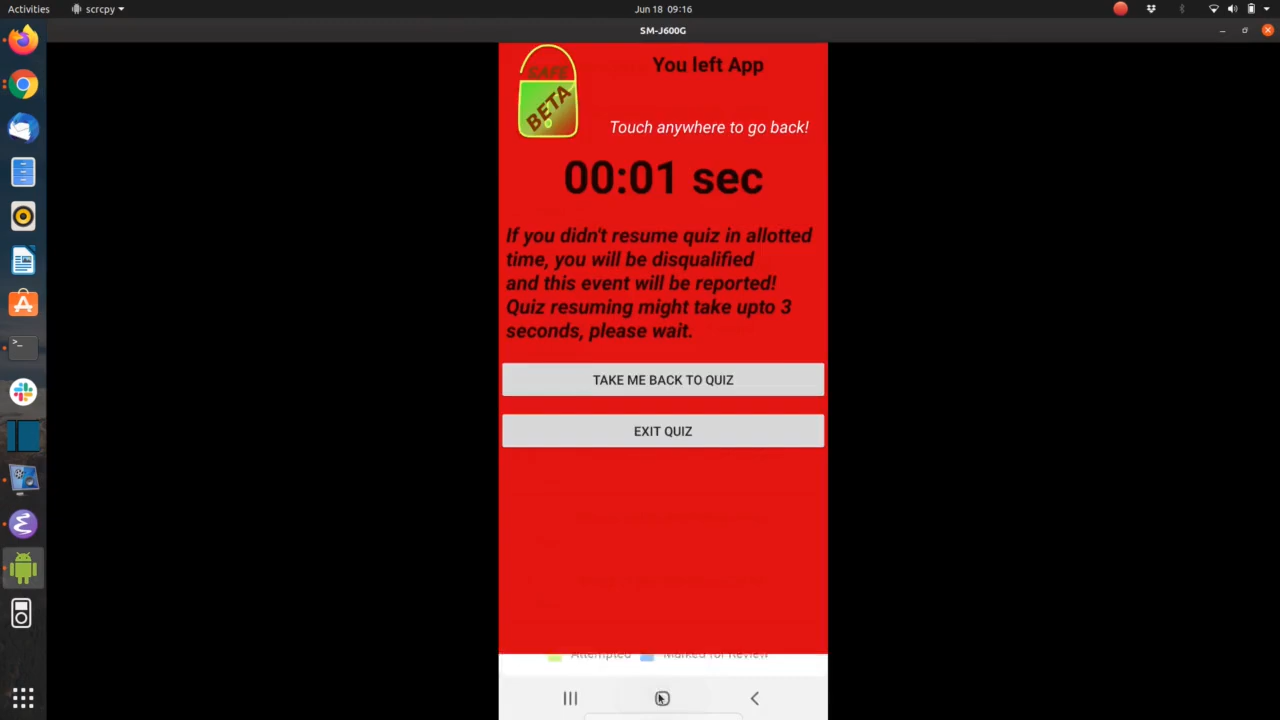 Activities
scrcpy
Jun 18 09:16
SM-J600G
SAFE
BETA
You left App
Touch anywhere to go back!
00:01 sec
If you didn't resume quiz in allotted
time, you will be disqualified
and this event will be reported!
Quiz resuming might take upto 3
seconds, please wait.
TAKE ME BACK TO QUIZ
EXIT QUIZ
Attempted
Marked for Review